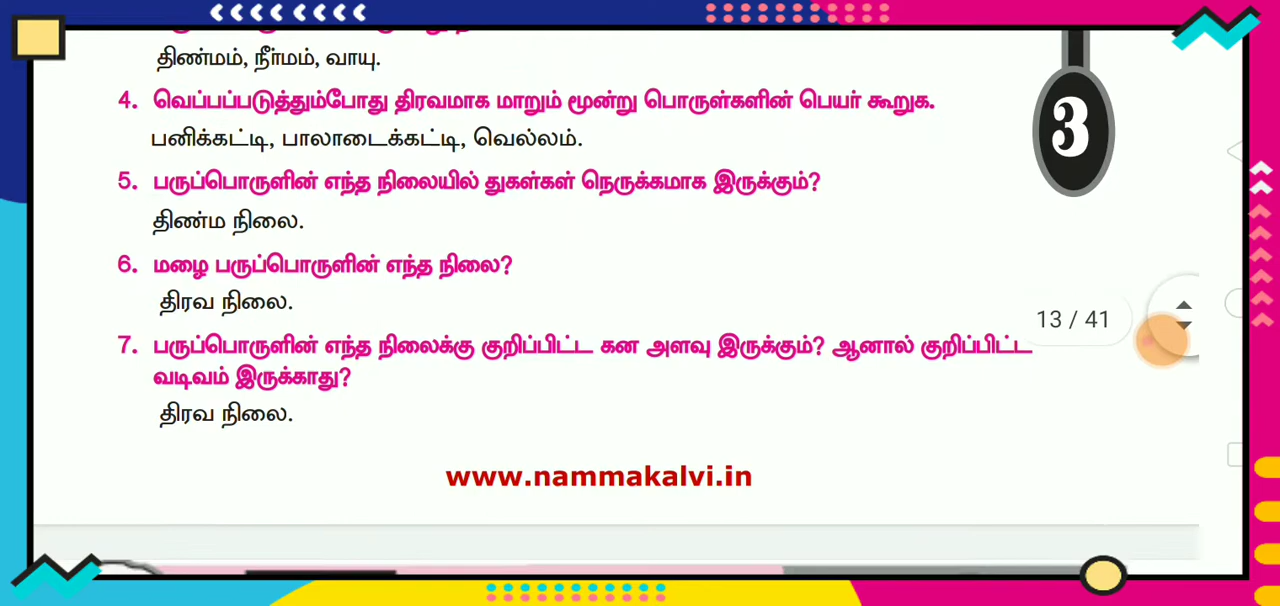 திண்மம், நீர்மம், வாயு.
4. வெப்பப்படுத்தும்போது திரவமாக மாறும் மூன்று பொருள்களின் பெயர் கூறுக.
பனிக்கட்டி, பாலாடைக்கட்டி, வெல்லம்.
3
5. பருப்பொருளின் எந்த நிலையில் துகள்கள் நெருக்கமாக இருக்கும்?
திண்ம நிலை.
6. மழை பருப்பொருளின் எந்த நிலை?
திரவ நிலை.
13 / 41
7. பருப்பொருளின் எந்த நிலைக்கு குறிப்பிட்ட கன அளவு இருக்கும்? ஆனால் குறிப்பிட்ட
வடிவம் இருக்காது?
திரவ நிலை.
www.nammakalvi.in